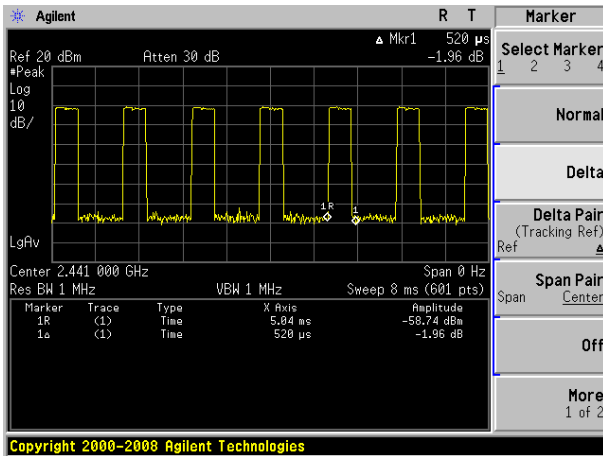 Agilent R T Marker
Δ Mkr1 520 µs
Ref 20 dBm Atten 30 dB -1.96 dB
#Peak
Log
10
dB/
1R 1
LgAv
Center 2.441 000 GHz Span 0 Hz
Res BW 1 MHz VBW 1 MHz Sweep 8 ms (601 pts)
Marker Trace Type X Axis Amplitude
1R (1) Time 5.04 ms -58.74 dBm
1Δ (1) Time 520 µs -1.96 dB
Select Marker
1 2 3 4
Normal
Delta
Delta Pair
(Tracking Ref)
Ref Δ
Span Pair
Span Center
Off
More
1 of 2
Copyright 2000-2008 Agilent Technologies